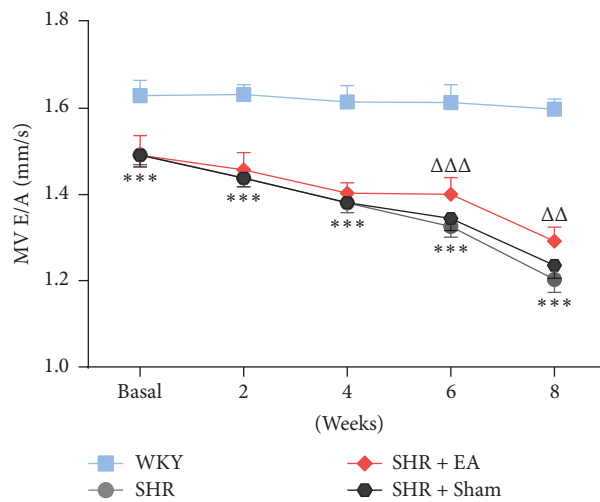 1.8
1.6
1.4
1.2
1.0
MV E/A (mm/s)
***
***
***
ΔΔΔ
***
ΔΔ
***
Basal 2 4 6 8
(Weeks)
WKY SHR + EA
SHR SHR + Sham